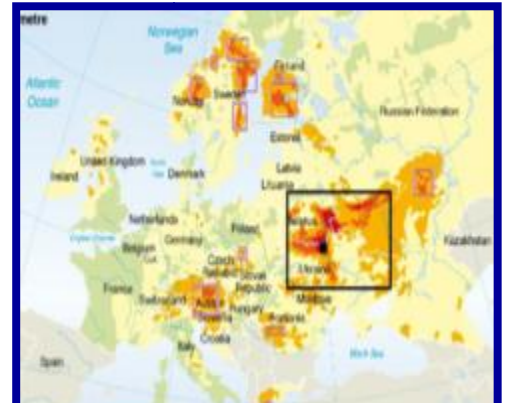 metre
Norwegian
Sea
Atlantic
Ocean
Finland
Norway
Sweden
Russian Federation
Estonia
Latvia
Lituania
United Kingdom
Denmark
Ireland
Belarus
Netherlands
Poland
Germany
Belgium
Kazakhstan
Czech
Republic
Slovak
Republic
Ukraine
France
Switzerland
Austria
Hungary
Moldova
Slovenia
Romania
Croatia
Italy
Black Sea
Spain